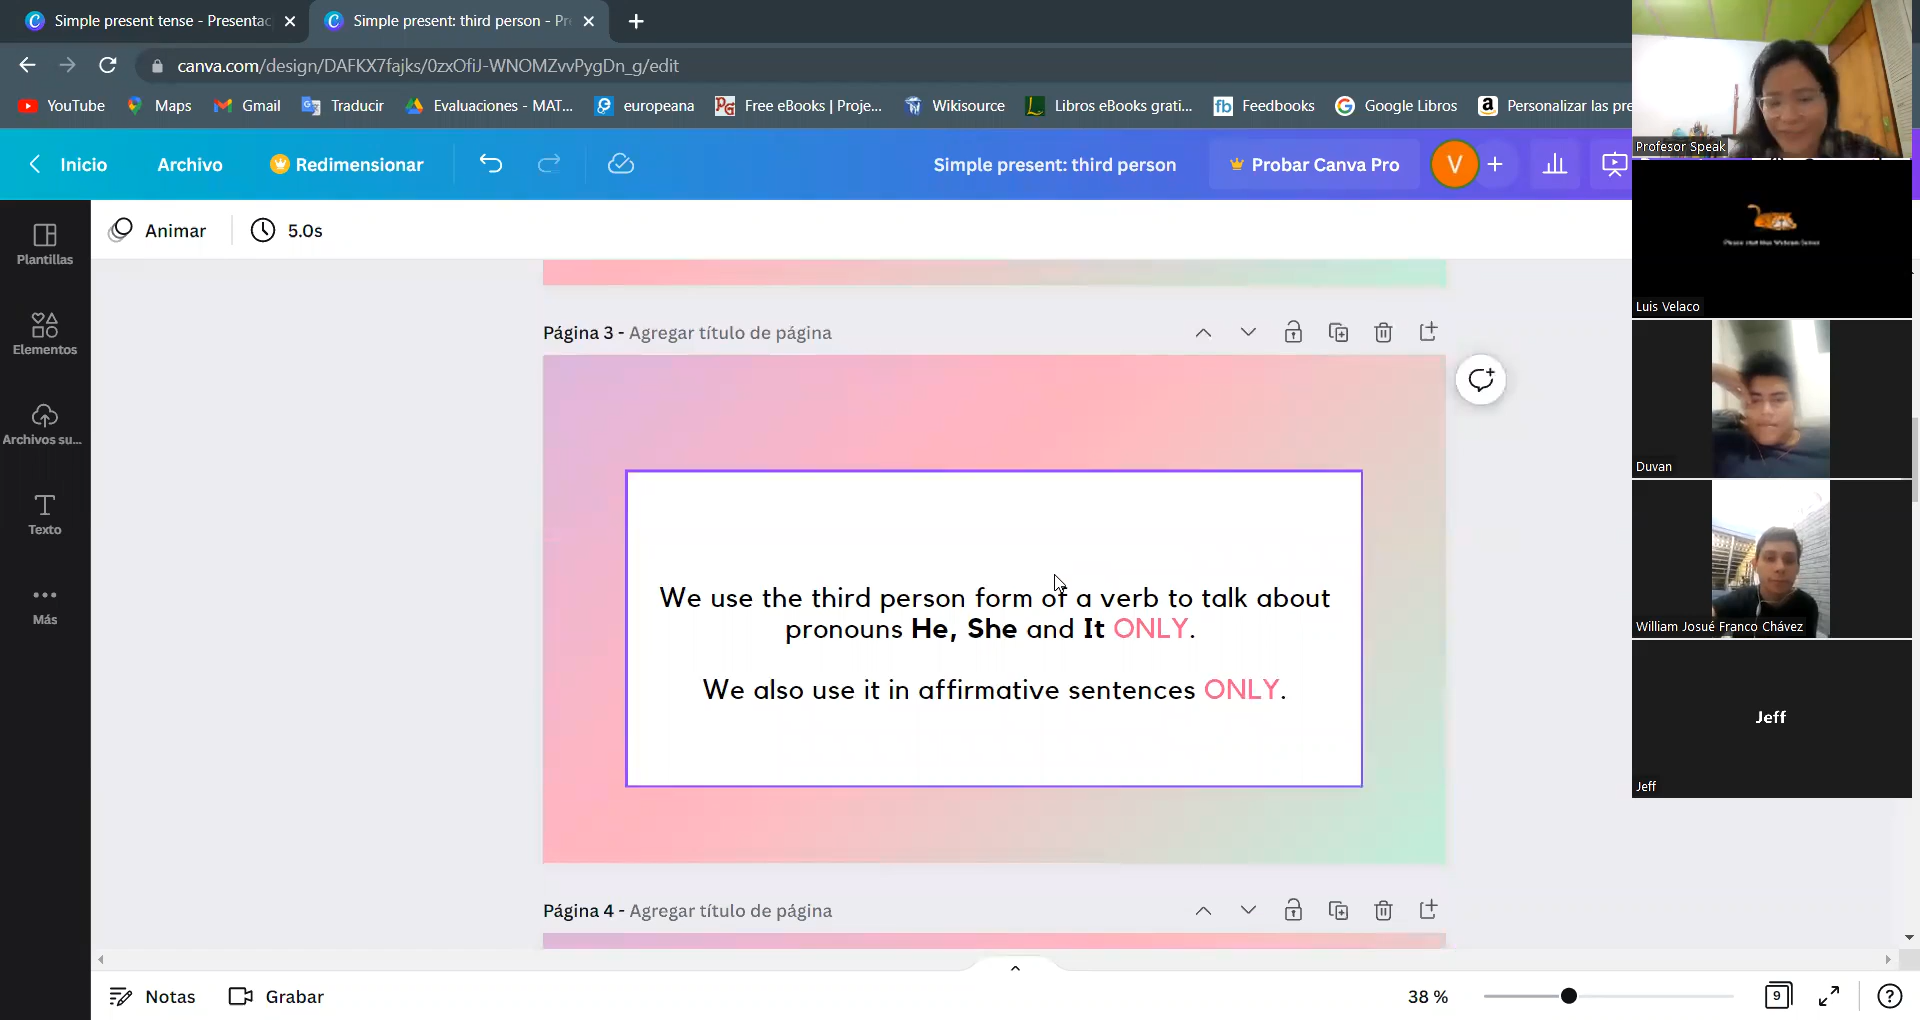 Simple present tense - Presentac
Simple present: third person - Pr
canva.com/design/DAFKX7fajks/0zxOfiJ-WNOMZvvPygDn_g/edit
YouTube
Maps
Gmail
Traducir
Evaluaciones - MAT...
europeana
Free eBooks | Proje...
Wikisource
Libros eBooks grati...
Feedbooks
Google Libros
Personalizar las pre
Inicio
Archivo
Redimensionar
Simple present: third person
Probar Canva Pro
V
Animar
5.0s
Plantillas
Elementos
Archivos su...
Texto
Más
Página 3 - Agregar título de página
We use the third person form of a verb to talk about
pronouns He, She and It ONLY.
We also use it in affirmative sentences ONLY.
Página 4 - Agregar título de página
Notas
Grabar
38 %
9
Profesor Speak
Luis Velaco
Duvan
William Josué Franco Chávez
Jeff
Jeff